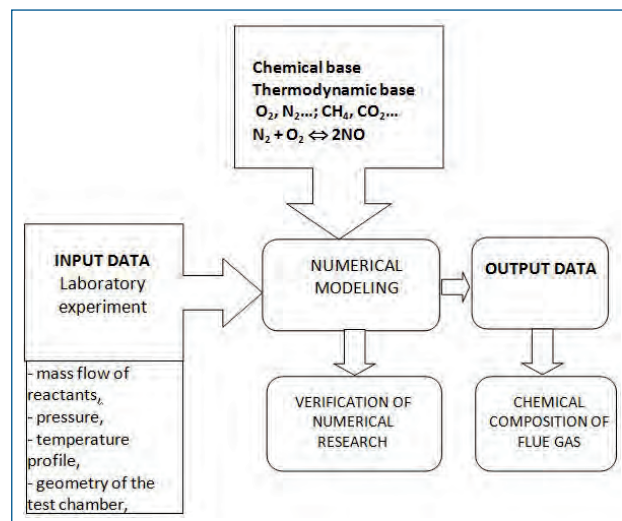 Chemical base
Thermodynamic base
O₂, N₂...; CH₄, CO₂...
N₂ + O₂ ⇔ 2NO
INPUT DATA
Laboratory
experiment
- mass flow of
reactants,
- pressure,
- temperature
profile,
- geometry of the
test chamber,
NUMERICAL
MODELING
OUTPUT DATA
VERIFICATION OF
NUMERICAL
RESEARCH
CHEMICAL
COMPOSITION OF
FLUE GAS